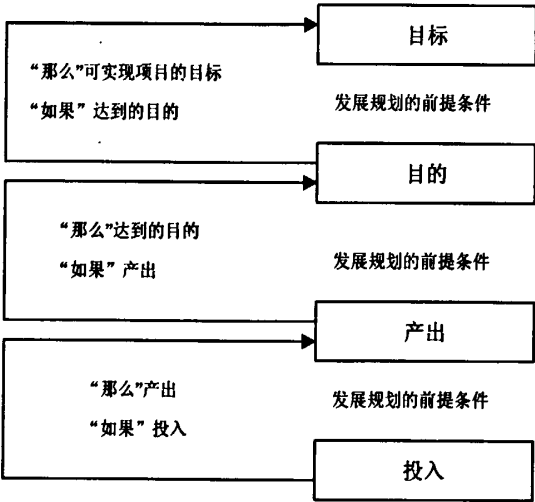 目标
“那么”可实现项目的目标
“如果”达到的目的
发展规划的前提条件
目的
“那么”达到的目的
“如果”产出
发展规划的前提条件
产出
“那么”产出
“如果”投入
发展规划的前提条件
投入